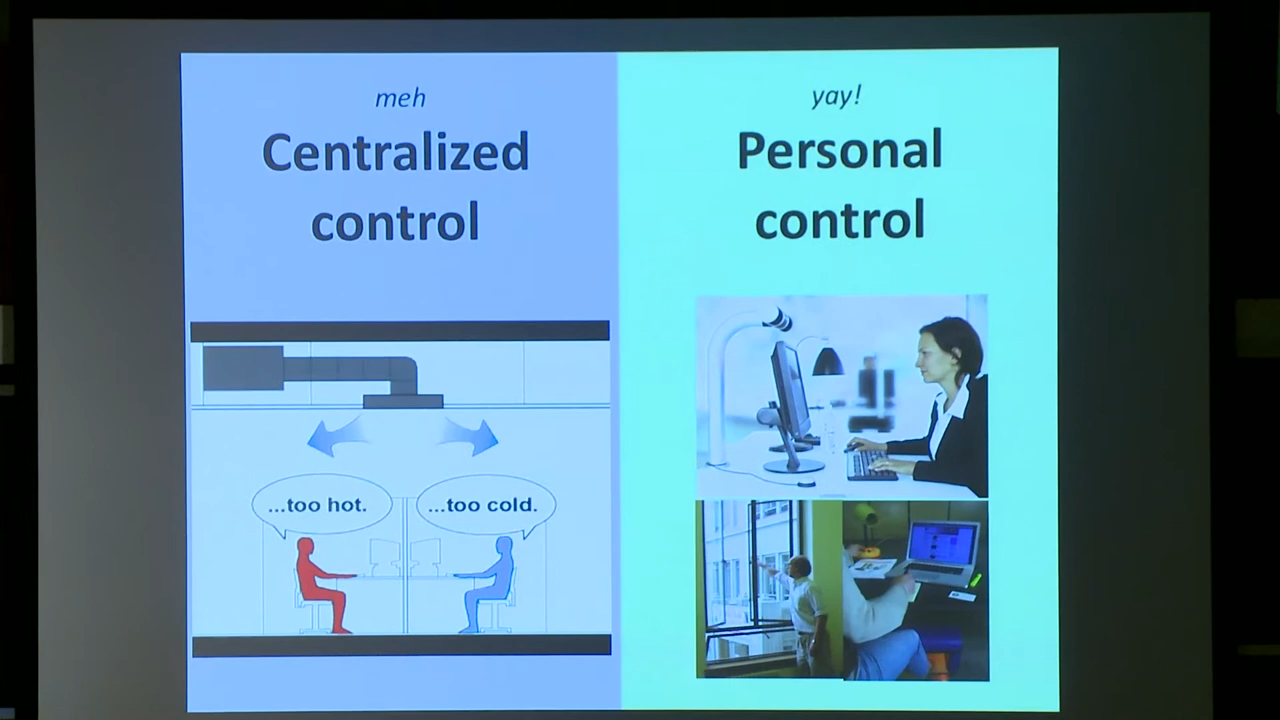 meh
Centralized
control
...too hot.
...too cold.
yay!
Personal
control